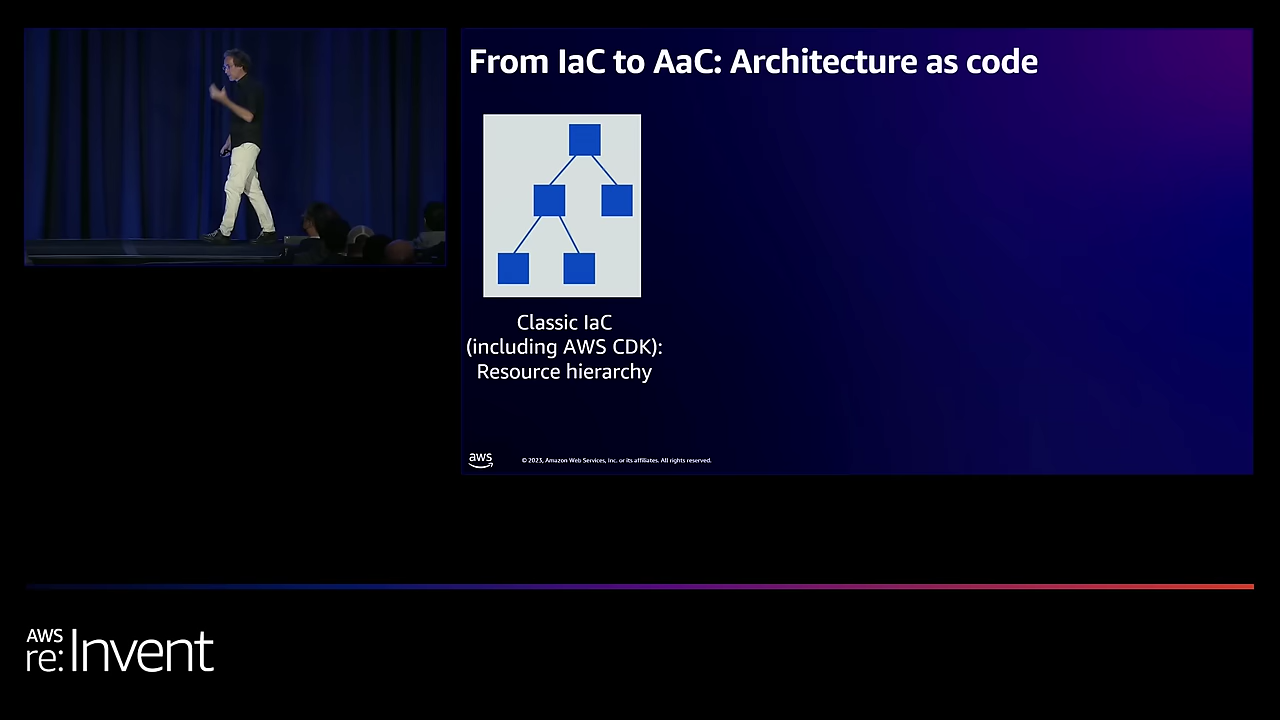 From IaC to AaC: Architecture as code
Classic IaC
(including AWS CDK):
Resource hierarchy
aws
© 2023, Amazon Web Services, Inc. or its affiliates. All rights reserved.
AWS
re:Invent